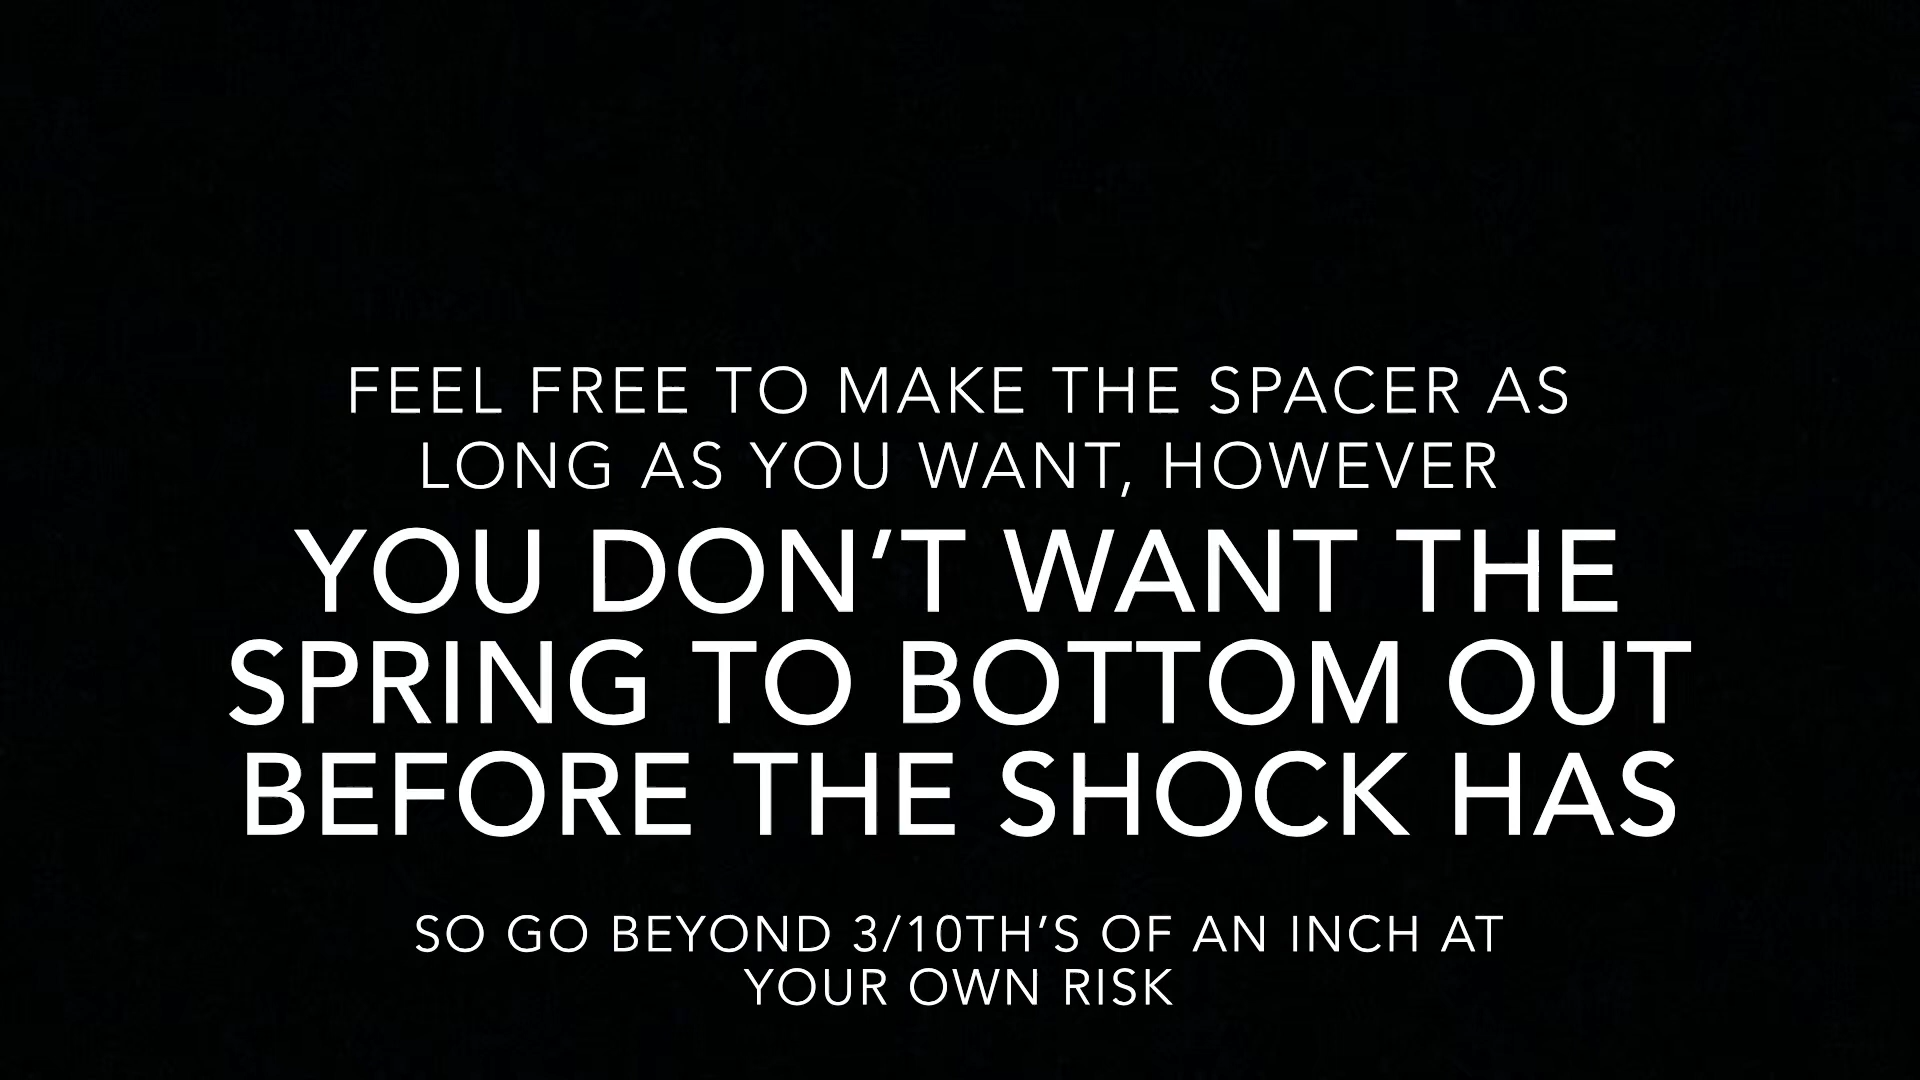 FEEL FREE TO MAKE THE SPACER AS
LONG AS YOU WANT, HOWEVER
YOU DON’T WANT THE
SPRING TO BOTTOM OUT
BEFORE THE SHOCK HAS
SO GO BEYOND 3/10TH’S OF AN INCH AT
YOUR OWN RISK